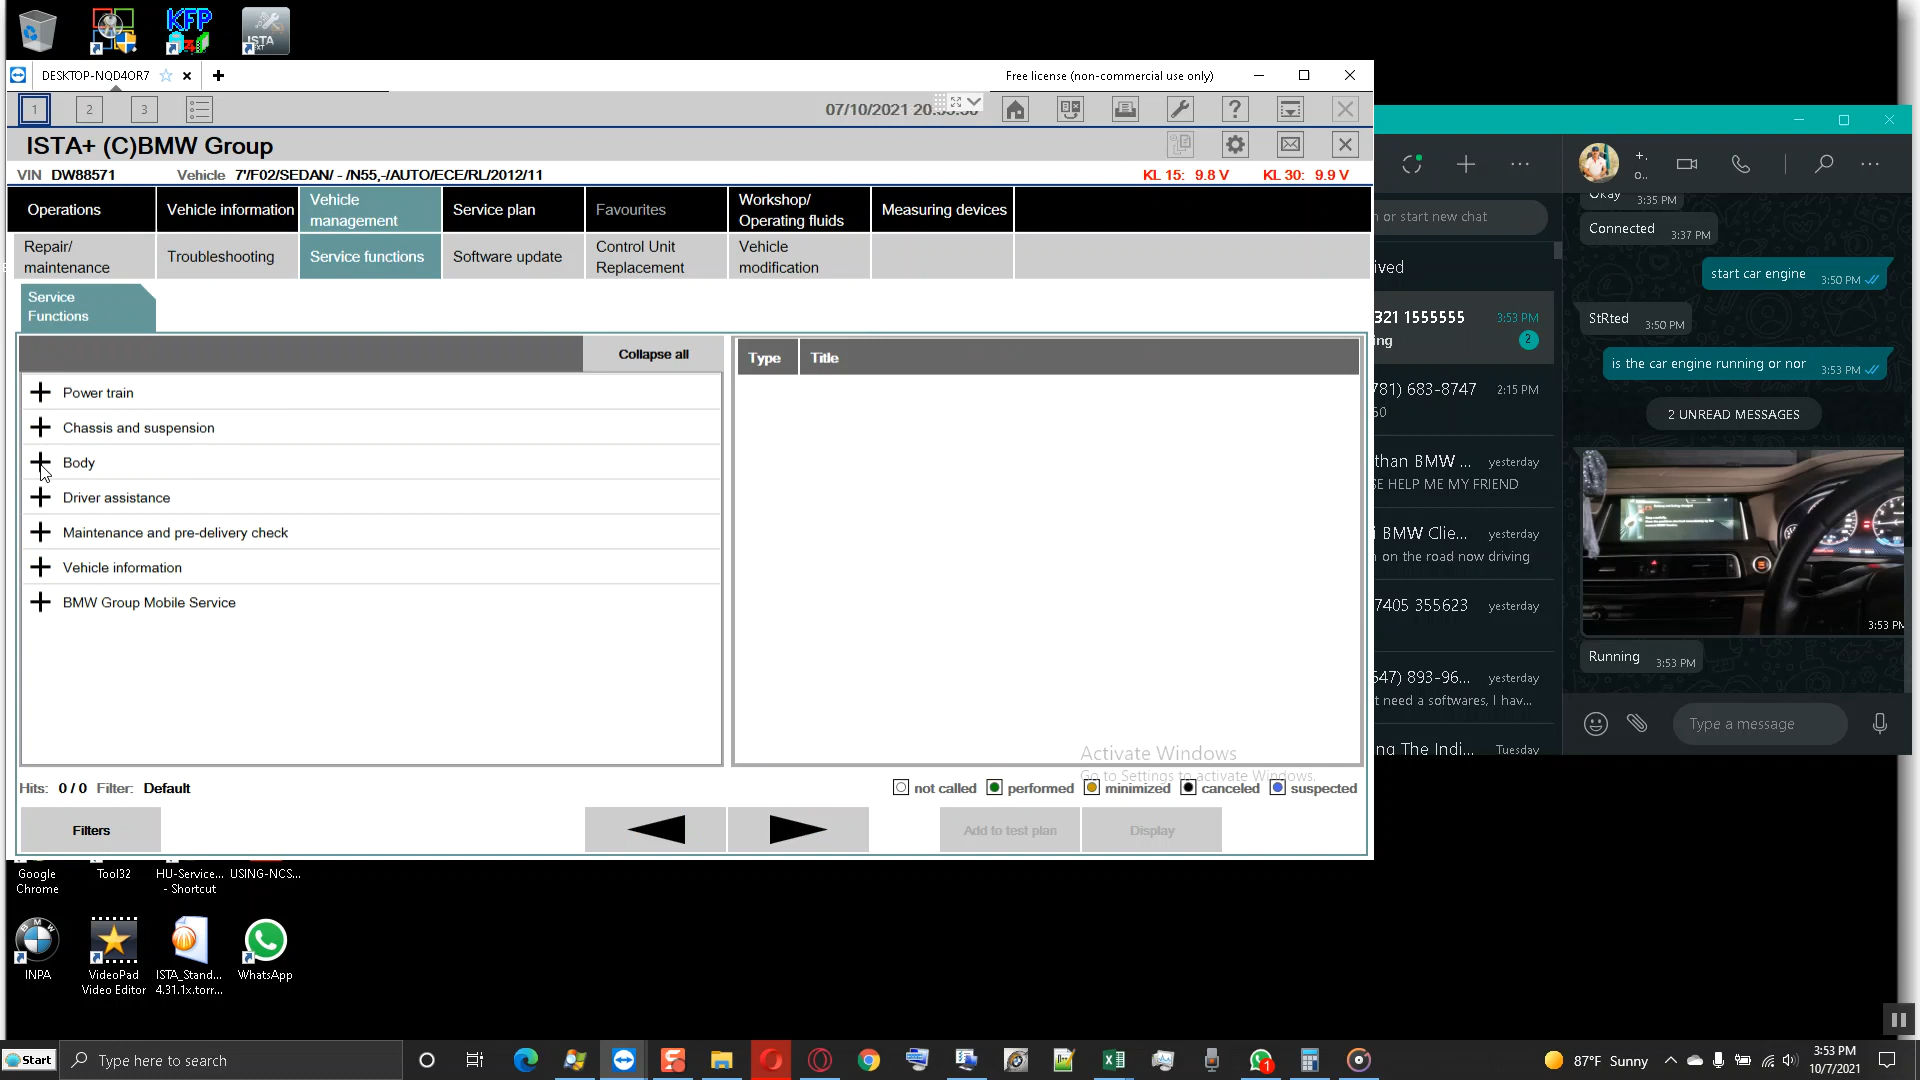 KFP
ISTA
NEXT
DESKTOP-NQD4OR7
Free license (non-commercial use only)
1
2
3
07/10/2021 20:
ISTA+ (C)BMW Group
VIN DW88571 Vehicle 7'/F02/SEDAN/ - /N55,-/AUTO/ECE/RL/2012/11
KL 15: 9.8 V KL 30: 9.9 V
Operations
Vehicle information
Vehicle
management
Service plan
Favourites
Workshop/
Operating fluids
Measuring devices
Repair/
maintenance
Troubleshooting
Service functions
Software update
Control Unit
Replacement
Vehicle
modification
Service
Functions
Collapse all
Type Title
Power train
Chassis and suspension
Body
Driver assistance
Maintenance and pre-delivery check
Vehicle information
BMW Group Mobile Service
Activate Windows
Go to Settings to activate Windows.
Hits: 0 / 0 Filter: Default
not called performed minimized canceled suspected
Filters
Add to test plan
Display
n or start new chat
ived
321 1555555 3:53 PM
ing 2
781) 683-8747 2:15 PM
50
than BMW ... yesterday
SE HELP ME MY FRIEND
i BMW Clie... yesterday
on the road now driving
7405 355623 yesterday
547) 893-96... yesterday
t need a softwares, I hav...
ng The Indi... Tuesday
+.
o..
Okay 3:35 PM
Connected 3:37 PM
start car engine 3:50 PM
StRted 3:50 PM
is the car engine running or nor 3:53 PM
2 UNREAD MESSAGES
3:53 PM
Running 3:53 PM
Type a message
Google
Chrome
Tool32
HU-Service...
- Shortcut
USING-NCS...
INPA
VideoPad
Video Editor
ISTA_Stand...
4.31.1x.torr...
WhatsApp
Start
Type here to search
1
87°F Sunny
3:53 PM
10/7/2021